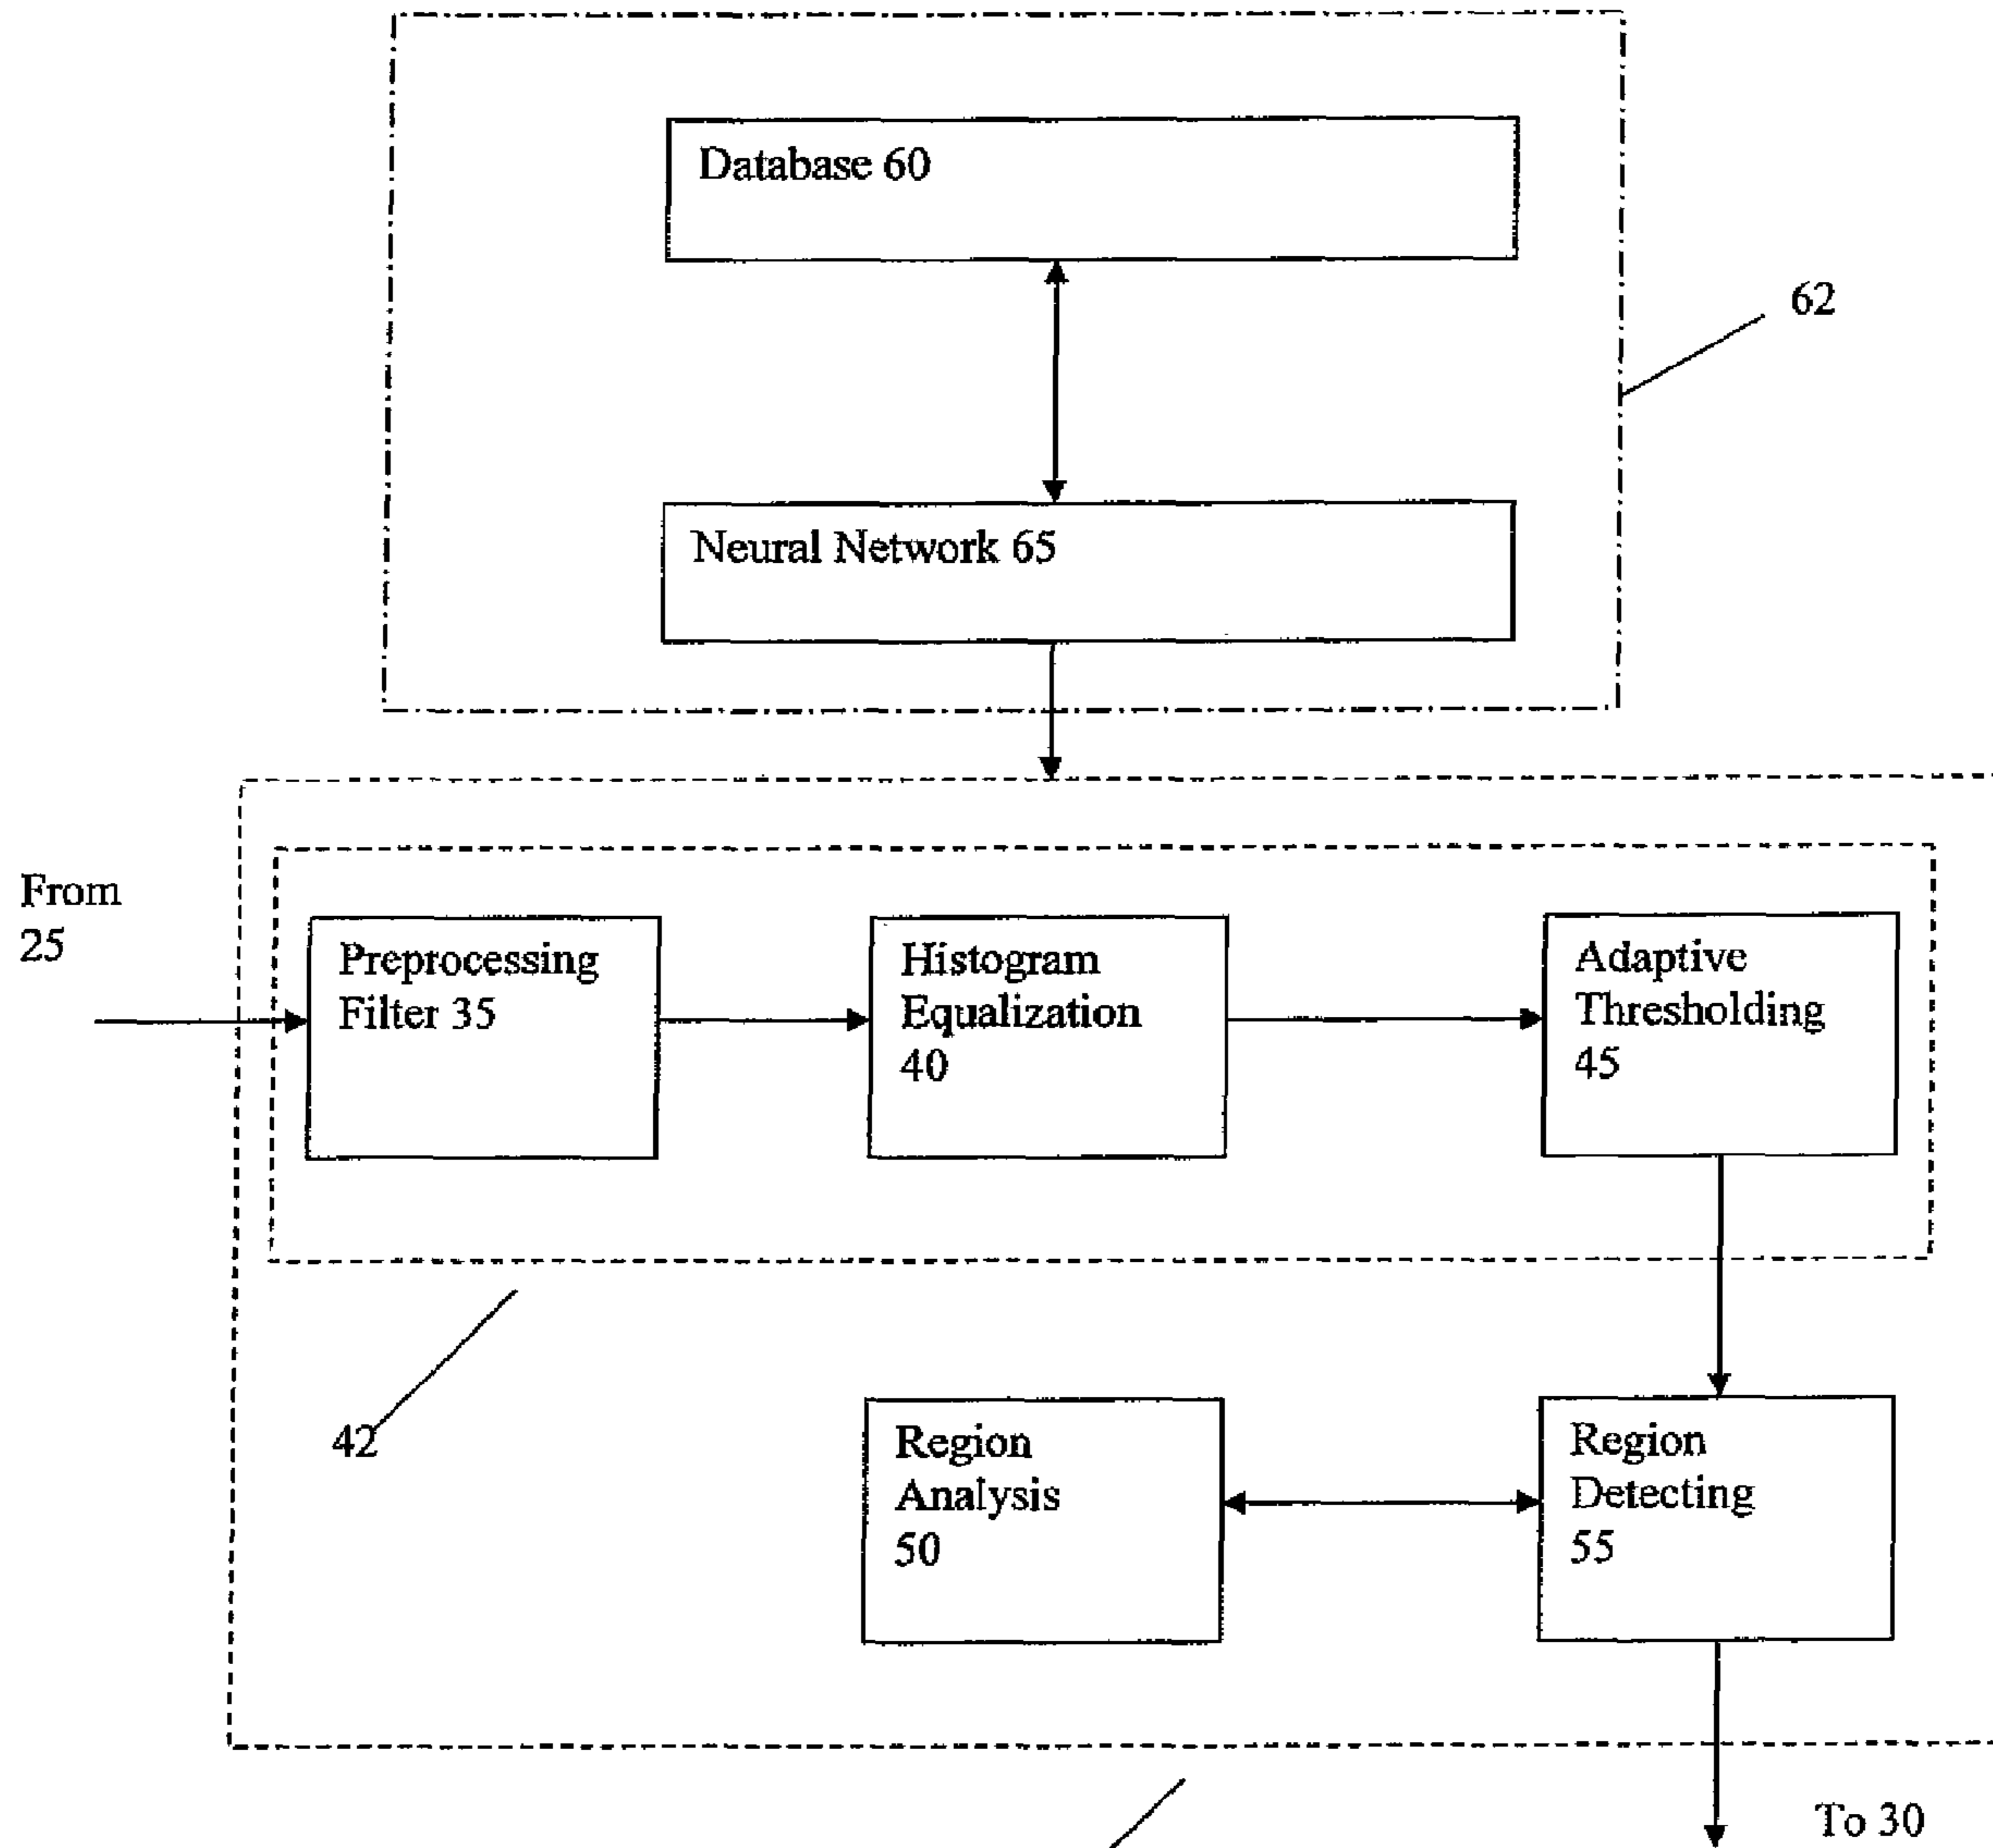 Database 60
62
Neural Network 65
From
25
Preprocessing
Filter 35
Histogram
Equalization
40
Adaptive
Thresholding
45
42
Region
Analysis
50
Region
Detecting
55
To 30